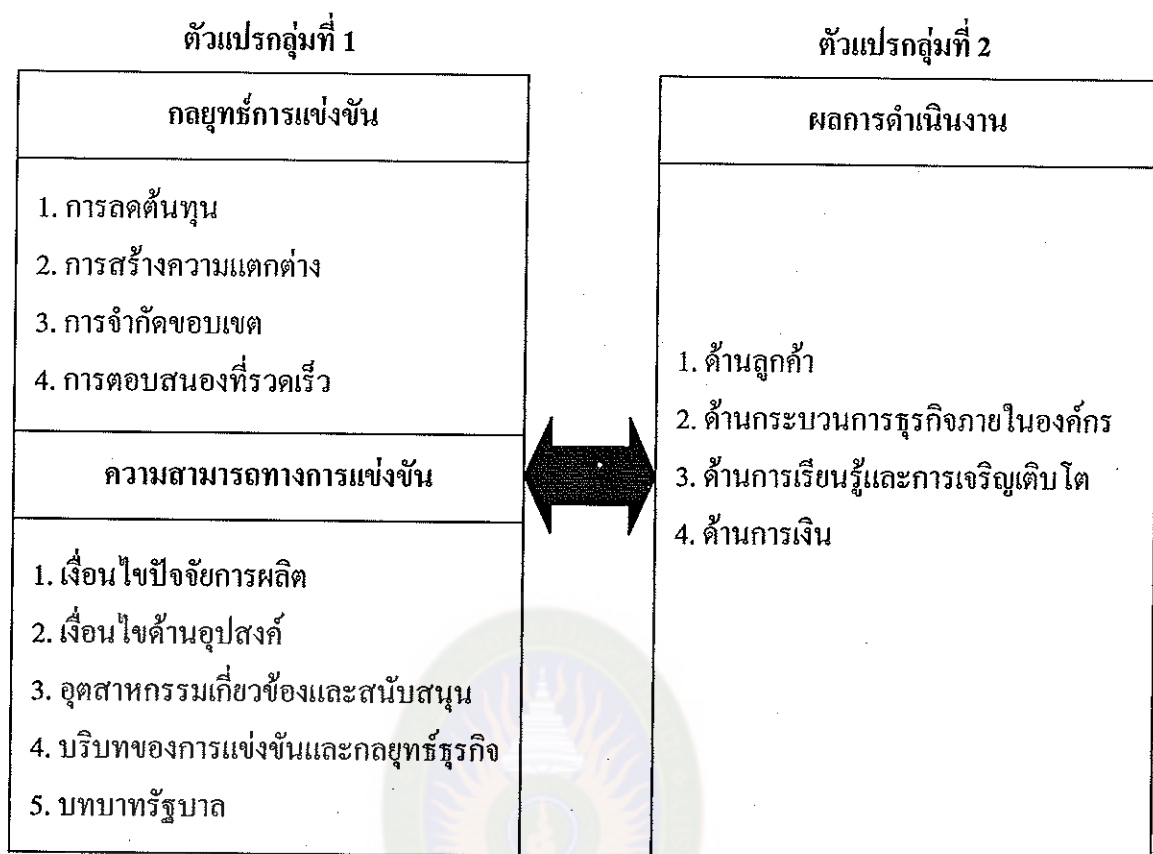 ตัวแปรกลุ่มที่ 1
กลยุทธ์การแข่งขัน
1. การลดต้นทุน
2. การสร้างความแตกต่าง
3. การจำกัดขอบเขต
4. การตอบสนองที่รวดเร็ว
ความสามารถทางการแข่งขัน
1. เงื่อนไขปัจจัยการผลิต
2. เงื่อนไขด้านอุปสงค์
3. อุตสาหกรรมเกี่ยวข้องและสนับสนุน
4. บริบทของการแข่งขันและกลยุทธ์ธุรกิจ
5. บทบาทรัฐบาล
ตัวแปรกลุ่มที่ 2
ผลการดำเนินงาน
1. ด้านลูกค้า
2. ด้านกระบวนการธุรกิจภายในองค์กร
3. ด้านการเรียนรู้และการเจริญเติบโต
4. ด้านการเงิน